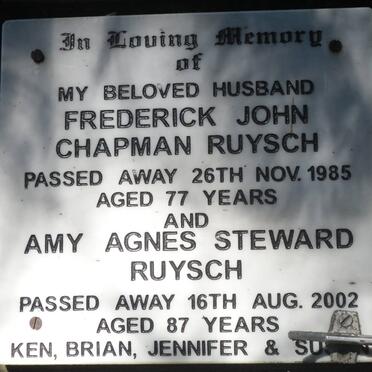 In Loving Memory
of
MY BELOVED HUSBAND
FREDERICK JOHN
CHAPMAN RUYSCH
PASSED AWAY 26TH NOV. 1985
AGED 77 YEARS
AND
AMY AGNES STEWARD
RUYSCH
PASSED AWAY 16TH AUG. 2002
AGED 87 YEARS
KEN, BRIAN, JENNIFER &